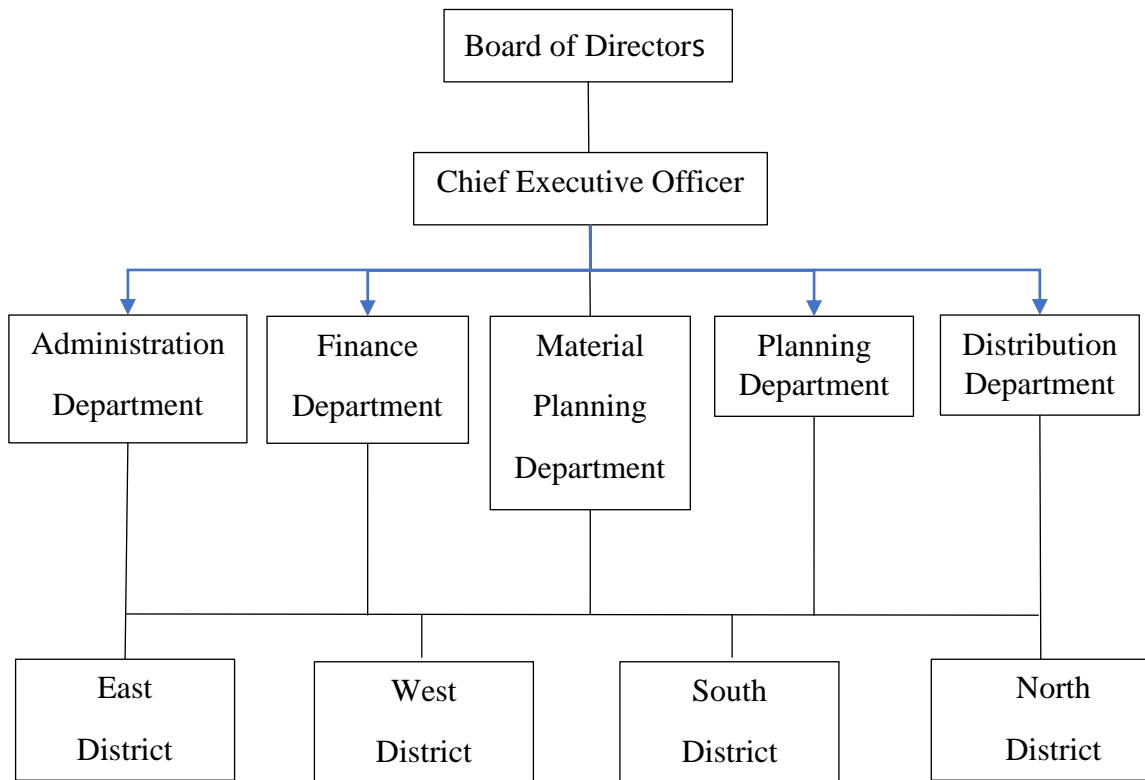 Board of Directors
Chief Executive Officer
Administration
Department
Finance
Department
Material
Planning
Department
Planning
Department
Distribution
Department
East
District
West
District
South
District
North
District